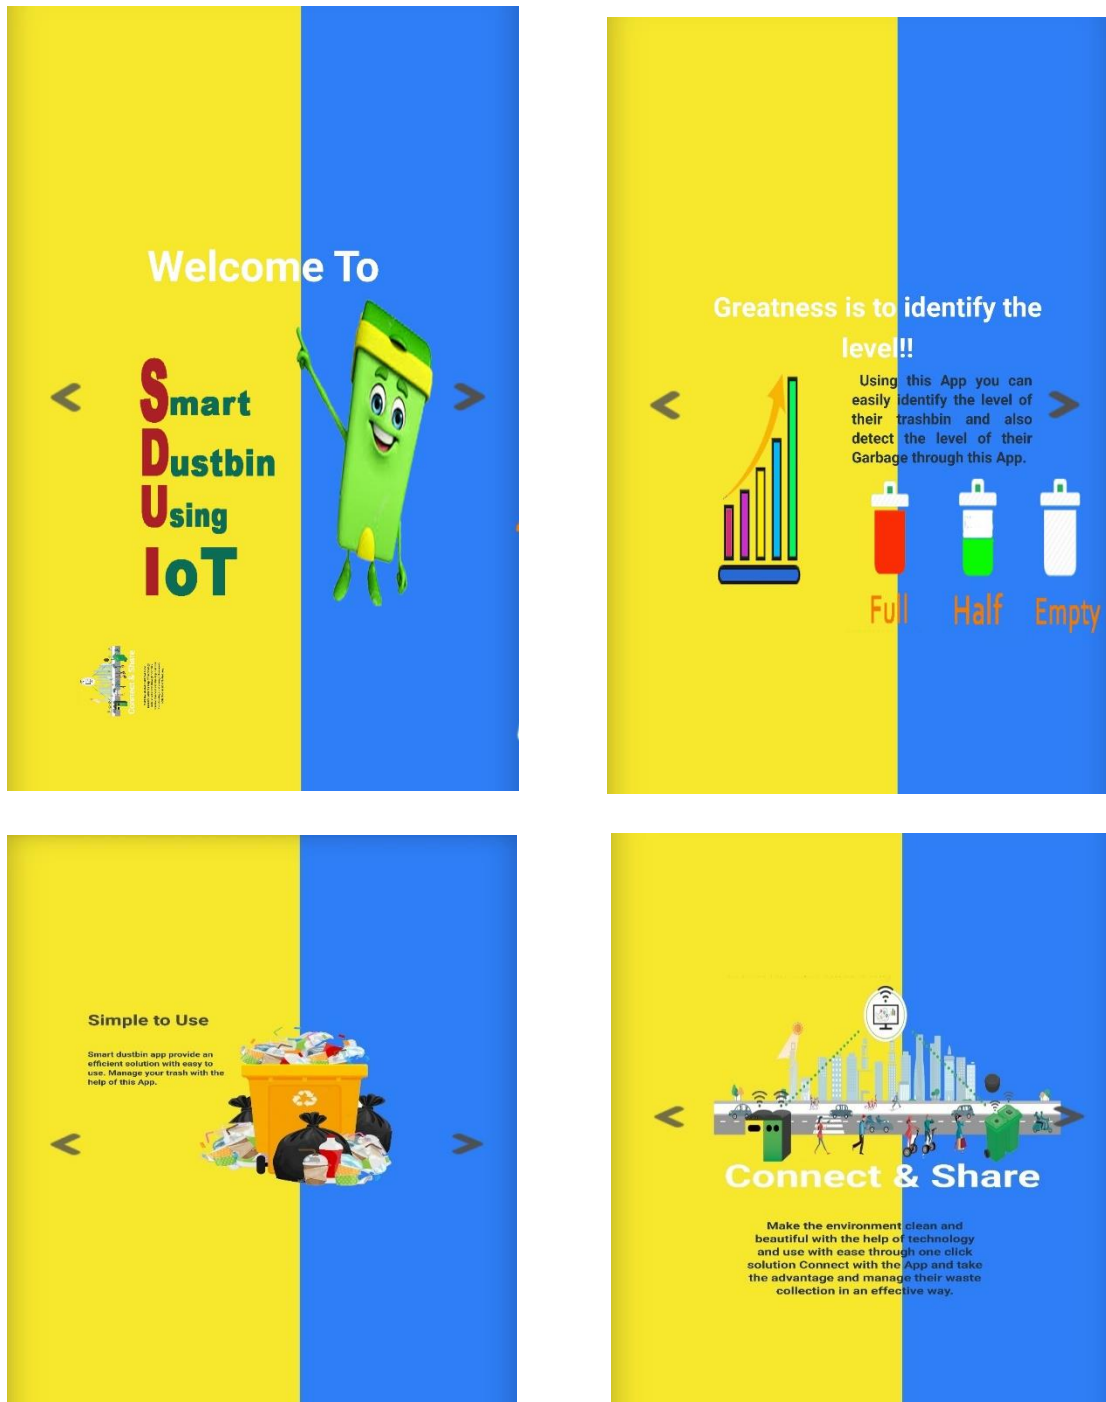 Welcome To
Smart
Dustbin
Using
IoT
Connect & Share
Greatness is to identify the
level!!
Using this App you can
easily identify the level of
their trashbin and also
detect the level of their
Garbage through this App.
Full Half Empty
Simple to Use
Smart dustbin app provide an
efficient solution with easy to
use. Manage your trash with the
help of this App.
Connect & Share
Make the environment clean and
beautiful with the help of technology
and use with ease through one click
solution Connect with the App and take
the advantage and manage their waste
collection in an effective way.